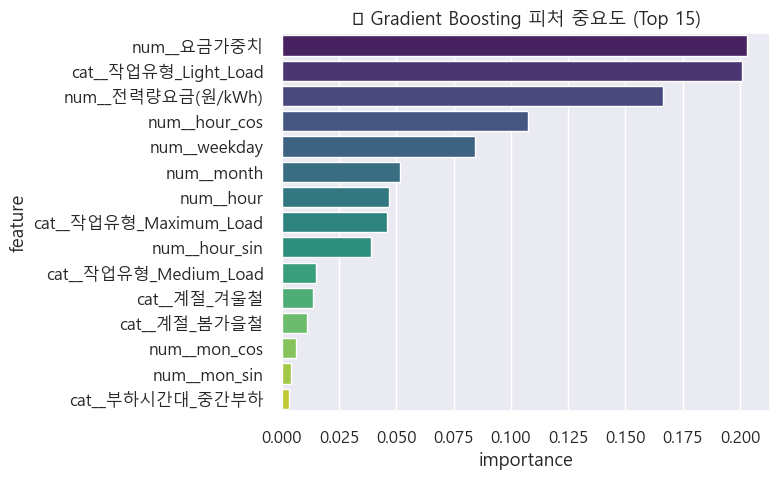 ▯ Gradient Boosting 피처 중요도 (Top 15)
num__요금가중치
cat__작업유형_Light_Load
num__전력량요금(원/kWh)
num__hour_cos
num__weekday
num__month
num__hour
cat__작업유형_Maximum_Load
num__hour_sin
cat__작업유형_Medium_Load
cat__계절_겨울철
cat__계절_봄가을철
num__mon_cos
num__mon_sin
cat__부하시간대_중간부하
feature
0.000 0.025 0.050 0.075 0.100 0.125 0.150 0.175 0.200
importance